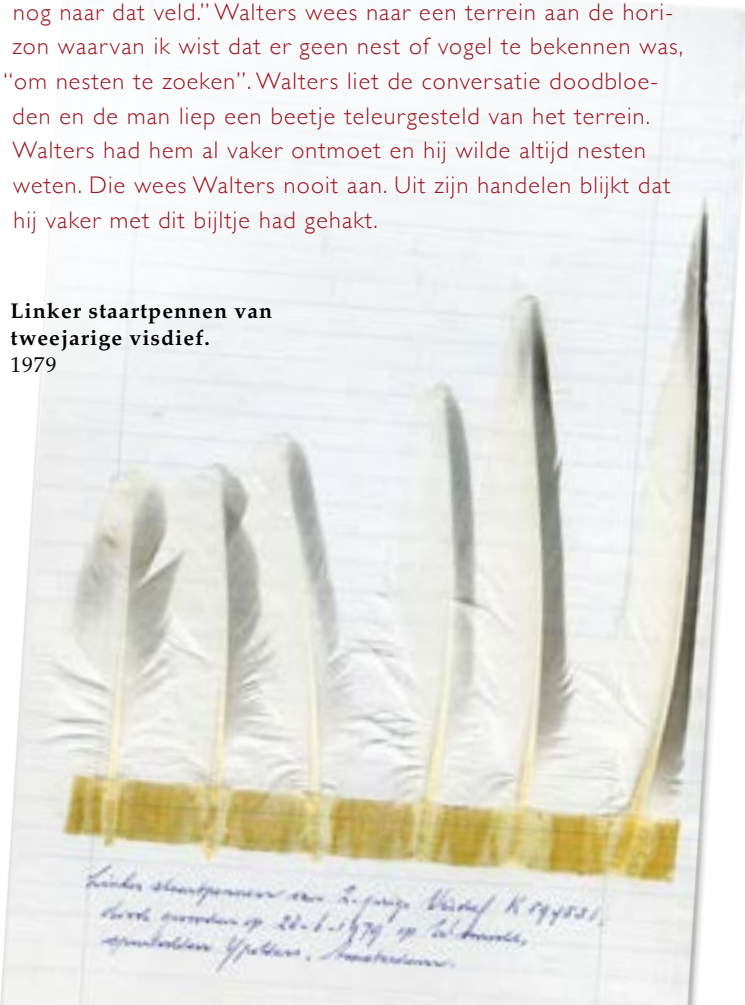 nog naar dat veld.” Walters wees naar een terrein aan de hori-
zon waarvan ik wist dat er geen nest of vogel te bekennen was,
“om nesten te zoeken”. Walters liet de conversatie doodbloe-
den en de man liep een beetje teleurgesteld van het terrein.
Walters had hem al vaker ontmoet en hij wilde altijd nesten
weten. Die wees Walters nooit aan. Uit zijn handelen blijkt dat
hij vaker met dit bijltje had gehakt.
Linker staartpennen van
tweejarige visdief.
1979
Linker staartpennen van 2-jarige Visdief
dood gevonden op 1979 op
Amsterdam.